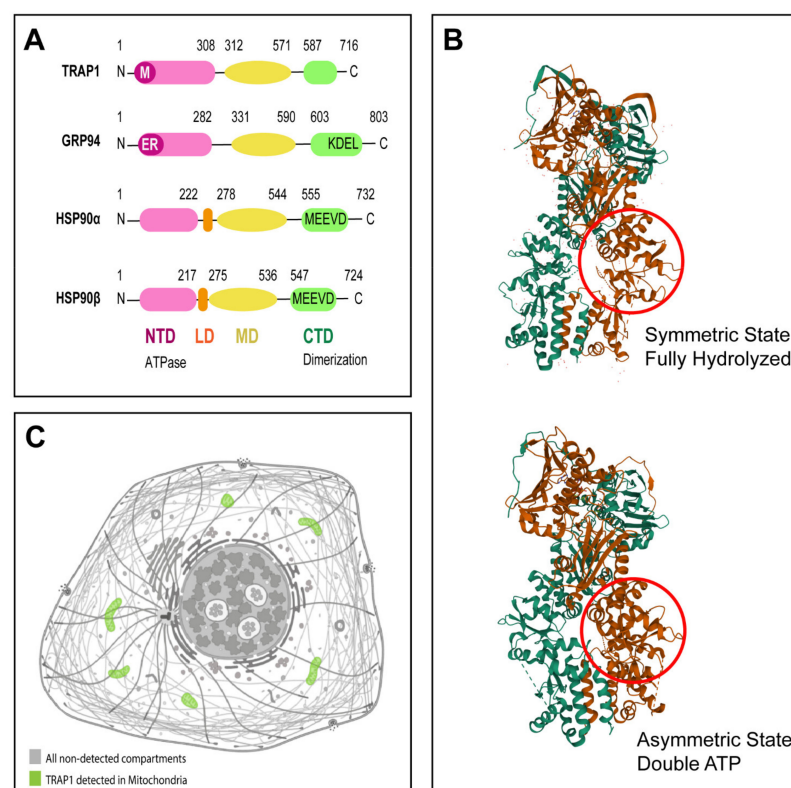 A
1 308 312 571 587 716
TRAP1 N M C
1 282 331 590 603 803
GRP94 N ER KDEL C
1 222 278 544 555 732
HSP90α N MEEVD C
1 217 275 536 547 724
HSP90β N MEEVD C
NTD LD MD CTD
ATPase Dimerization
B
Symmetric State
Fully Hydrolyzed
Asymmetric State
Double ATP
C
All non-detected compartments
TRAP1 detected in Mitochondria